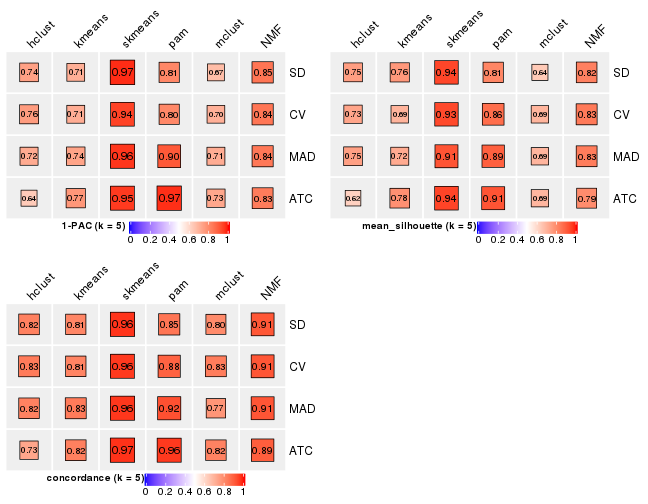 hclust kmeans skmeans pam mclust NMF
0.74 0.71 0.97 0.81 0.67 0.85 SD
0.76 0.71 0.94 0.80 0.70 0.84 CV
0.72 0.74 0.96 0.90 0.71 0.84 MAD
0.64 0.77 0.95 0.97 0.73 0.83 ATC
1-PAC (k = 5)
0 0.2 0.4 0.6 0.8 1
hclust kmeans skmeans pam mclust NMF
0.75 0.76 0.94 0.81 0.64 0.82 SD
0.73 0.69 0.93 0.86 0.69 0.83 CV
0.75 0.72 0.91 0.89 0.69 0.83 MAD
0.62 0.78 0.94 0.91 0.69 0.79 ATC
mean_silhouette (k = 5)
0 0.2 0.4 0.6 0.8 1
hclust kmeans skmeans pam mclust NMF
0.82 0.81 0.96 0.85 0.80 0.91 SD
0.83 0.81 0.96 0.88 0.83 0.91 CV
0.82 0.83 0.96 0.92 0.77 0.91 MAD
0.73 0.82 0.97 0.96 0.82 0.89 ATC
concordance (k = 5)
0 0.2 0.4 0.6 0.8 1